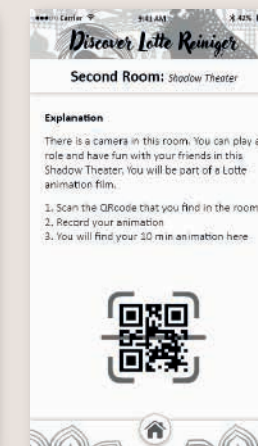 Carrier 9:41 AM 42%
Discover Lotte Reiniger
Second Room: Shadow Theater
Explanation
There is a camera in this room. You can play a
role and have fun with your friends in this
Shadow Theater. You will be part of a Lotte
animation film.
1. Scan the QRcode that you find in the room
2. Record your animation
3. You will find your 10 min animation here